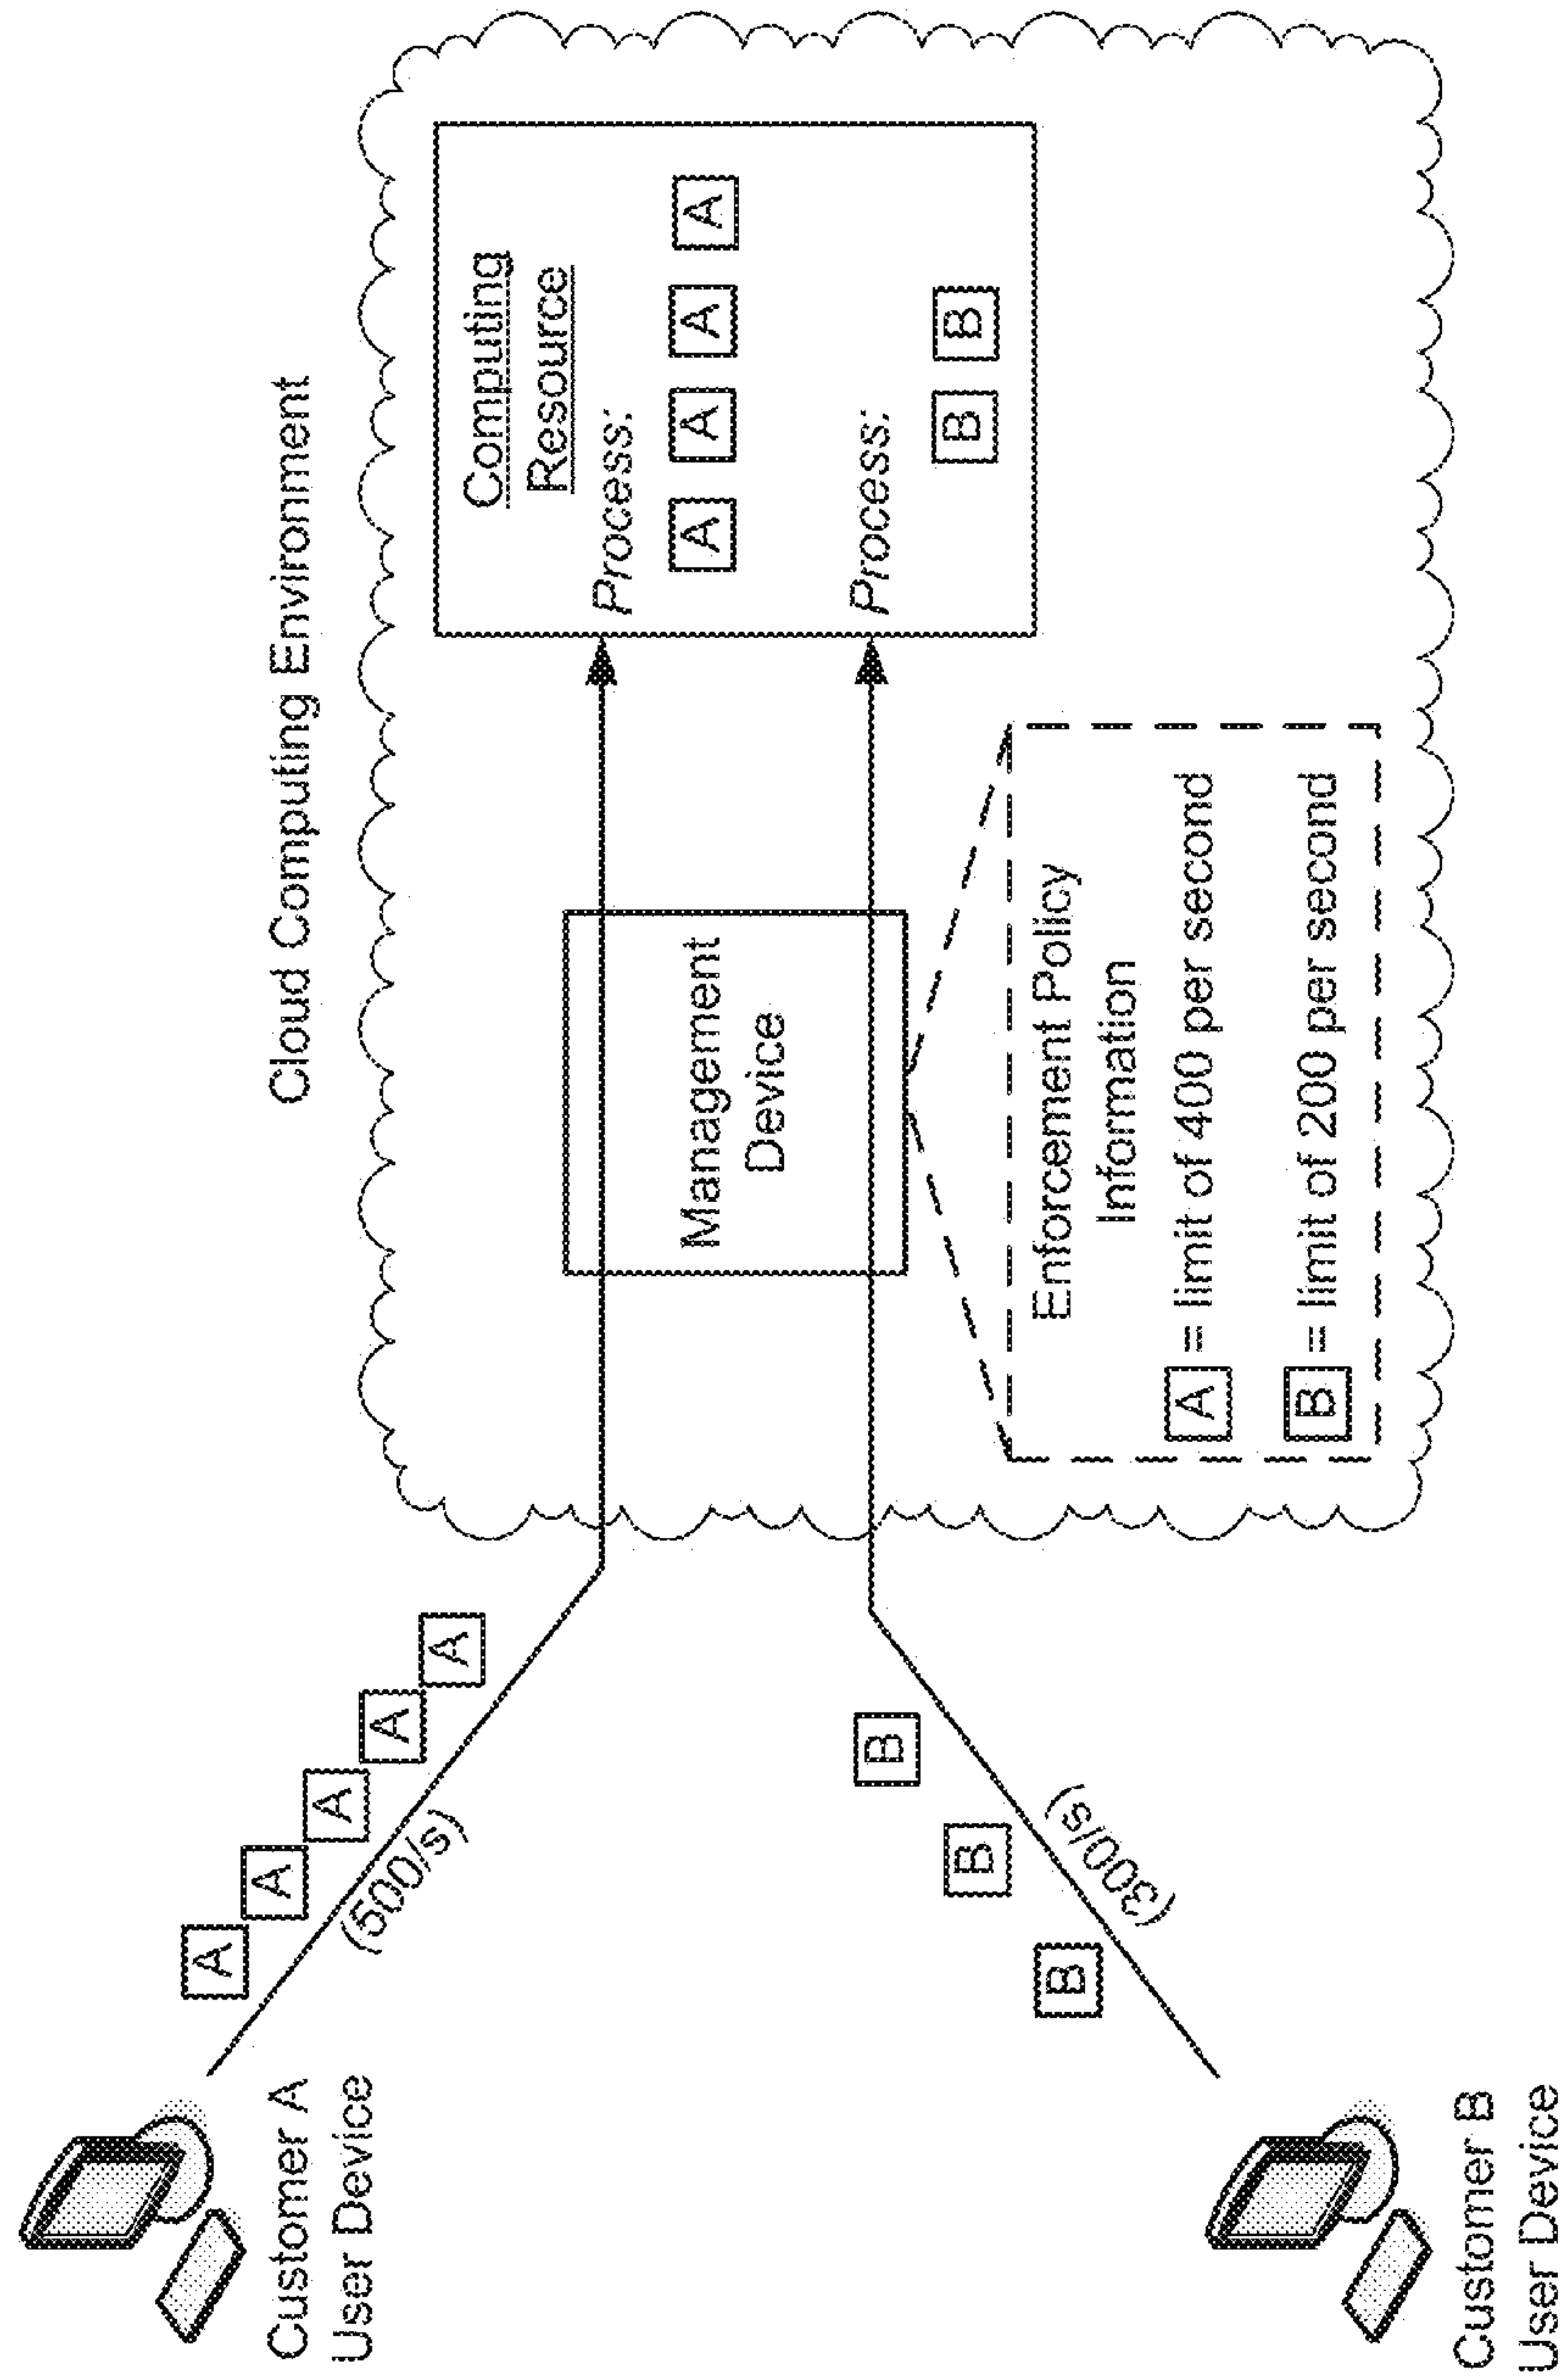 Cloud Computing Environment
Customer A
User Device
A
A
A
A
A
(500/s)
Management
Device
Computing
Resource
Process:
A A A A
Process:
B B
Customer B
User Device
B
B
B
(300/s)
Enforcement Policy
Information
A = limit of 400 per second
B = limit of 200 per second